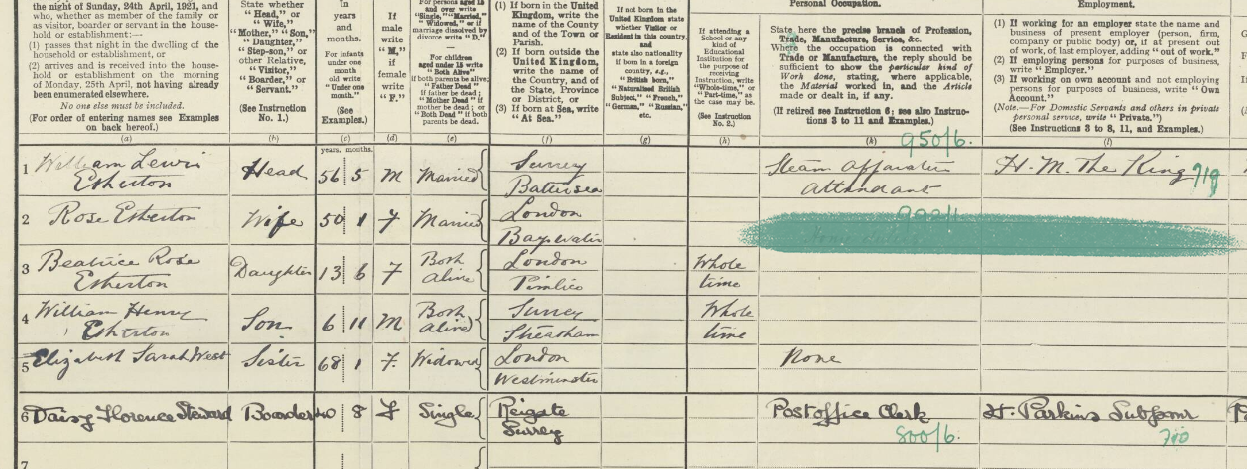 the night of Sunday, 24th April, 1921, and
who, whether as member of the family or
as visitor, boarder or servant in the house-
hold or establishment:—
(1) passes that night in the dwelling of the
household or establishment, or
(2) arrives and is received into the house-
hold or establishment on the morning
of Monday, 25th April, not having already
been enumerated elsewhere.
No one else must be included.
(For order of entering names see Examples
on back hereof.)
(a)
State whether
"Head," or
"Wife,"
"Mother," "Son,"
"Daughter,"
"Step-son," or
other Relative,
"Visitor,"
"Boarder," or
"Servant."
(See Instruction
No. 1.)
(b)
in
years
and
months.
For infants
under one
month
old write
"Under one
month."
(See
Examples.)
(c)
If
male
write
"M,"
if
female
write
"F."
(d)
For persons aged 15
and over write
"Single," "Married,"
"Widowed," or if
marriage dissolved by
divorce write "D."
For children
aged under 15 write
"Both Alive"
if both parents be alive;
"Father Dead"
if father be dead;
"Mother Dead" if
mother be dead; or
"Both Dead" if both
parents be dead.
(e)
(1) If born in the United
Kingdom, write the
name of the County
and of the Town or
Parish.
(2) If born outside the
United Kingdom,
write the name of
the Country, and of
the State, Province
or District, or
(3) If born at Sea, write
"At Sea."
(f)
If not born in the
United Kingdom state
whether Visitor or
Resident in this country,
and
state also nationality
if born in a foreign
country,
e.g.,
"British born,"
"Naturalised British
Subject," "French,"
"German," "Russian,"
etc.
(g)
If attending
a School or any
kind of
Educational
Institution for
the purpose of
receiving
Instruction, write
"Whole-time," or
"Part-time," as
the case may be.
(See Instruction
No. 2.)
(h)
Personal Occupation.
State here the precise branch of Profession,
Trade, Manufacture, Service, &c.
Where the occupation is connected with
Trade or Manufacture, the reply should be
sufficient to show the particular kind of
Work done, stating, where applicable,
the Material worked in, and the Article
made or dealt in, if any.
(If retired see Instruction 6; see also Instruc-
tions 3 to 11 and Examples.)
(k)
950/6.
Employment.
(1) If working for an employer state the name and
business of present employer (person, firm,
company or public body) or, if at present out
of work, of last employer, adding "out of work."
(2) If employing persons for purposes of business,
write "Employer."
(3) If working on own account and not employing
persons for purposes of business, write "Own
Account."
(Note.—For Domestic Servants and others in private
personal service, write "Private.")
(See Instructions 3 to 8, 11, and Examples.)
(l)
years, months.
1 William Lewin Head 56 5 M Married Surrey Steam Apparatus H. M. The King 719
Etherton Battersea attendant
2 Rose Etherton Wife 50 1 F Married London
Bayswater
3 Beatrice Rose Daughter 13 6 F Both London Whole
Etherton Alive Pimlico time
4 William Henry Son 6 11 M Both Surrey Whole
Etherton Alive Streatham time
5 Elizabeth Sarah West Sister 68 1 F. Widowed London None
Westminster
6 Daisy Florence Steward Boarder 40 8 F Single Reigate Post office Clerk H. Parkins
Surrey 800/6. 710
7